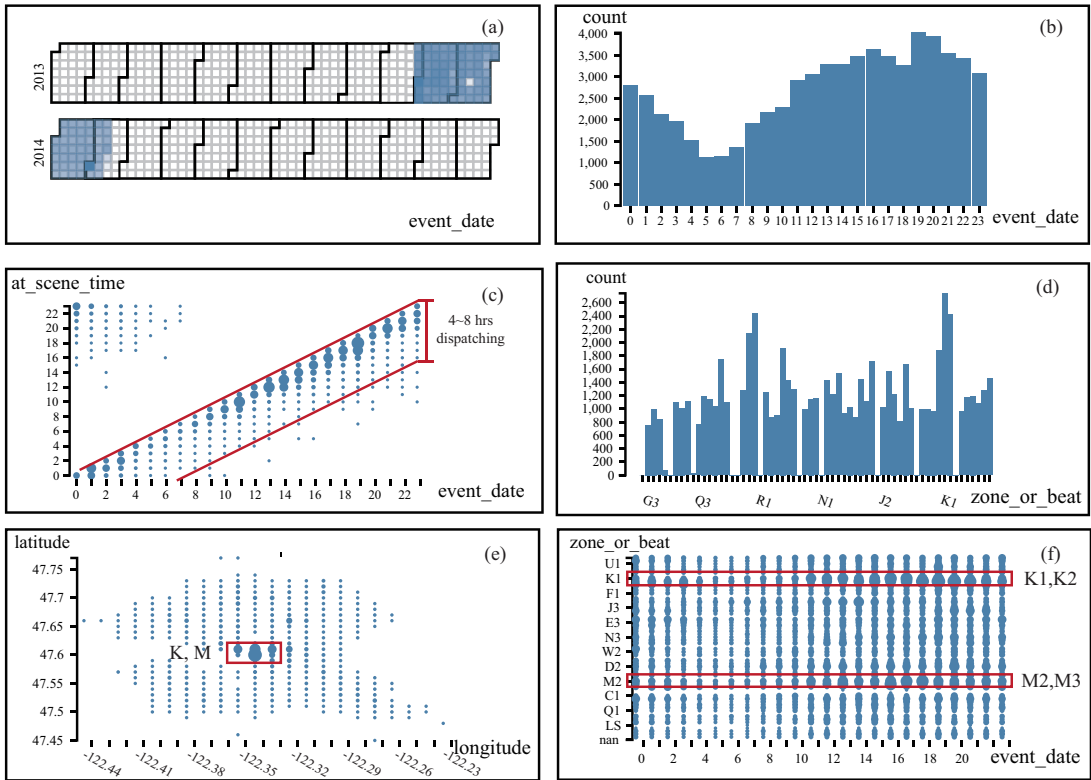 (a)
2013
2014
event_date
count
(b)
4,000
3,500
3,000
2,500
2,000
1,500
1,000
500
0
0 1 2 3 4 5 6 7 8 9 10 11 12 13 14 15 16 17 18 19 20 21 22 23
event_date
at_scene_time
(c)
22
20
18
16
14
12
10
8
6
4
2
0
4~8 hrs
dispatching
0 2 4 6 8 10 12 14 16 18 20 22
event_date
count
(d)
2,600
2,400
2,200
2,000
1,800
1,600
1,400
1,200
1,000
800
600
400
200
0
G3 Q3 R1 N1 J2 K1
zone_or_beat
latitude
(e)
47.75
47.7
47.65
47.6
47.55
47.5
47.45
K, M
-122.44 -122.41 -122.38 -122.35 -122.32 -122.29 -122.26 -122.23
longitude
zone_or_beat
(f)
U1
K1
F1
J3
E3
N3
W2
D2
M2
C1
Q1
LS
nan
K1,K2
M2,M3
0 2 4 6 8 10 12 14 16 18 20
event_date